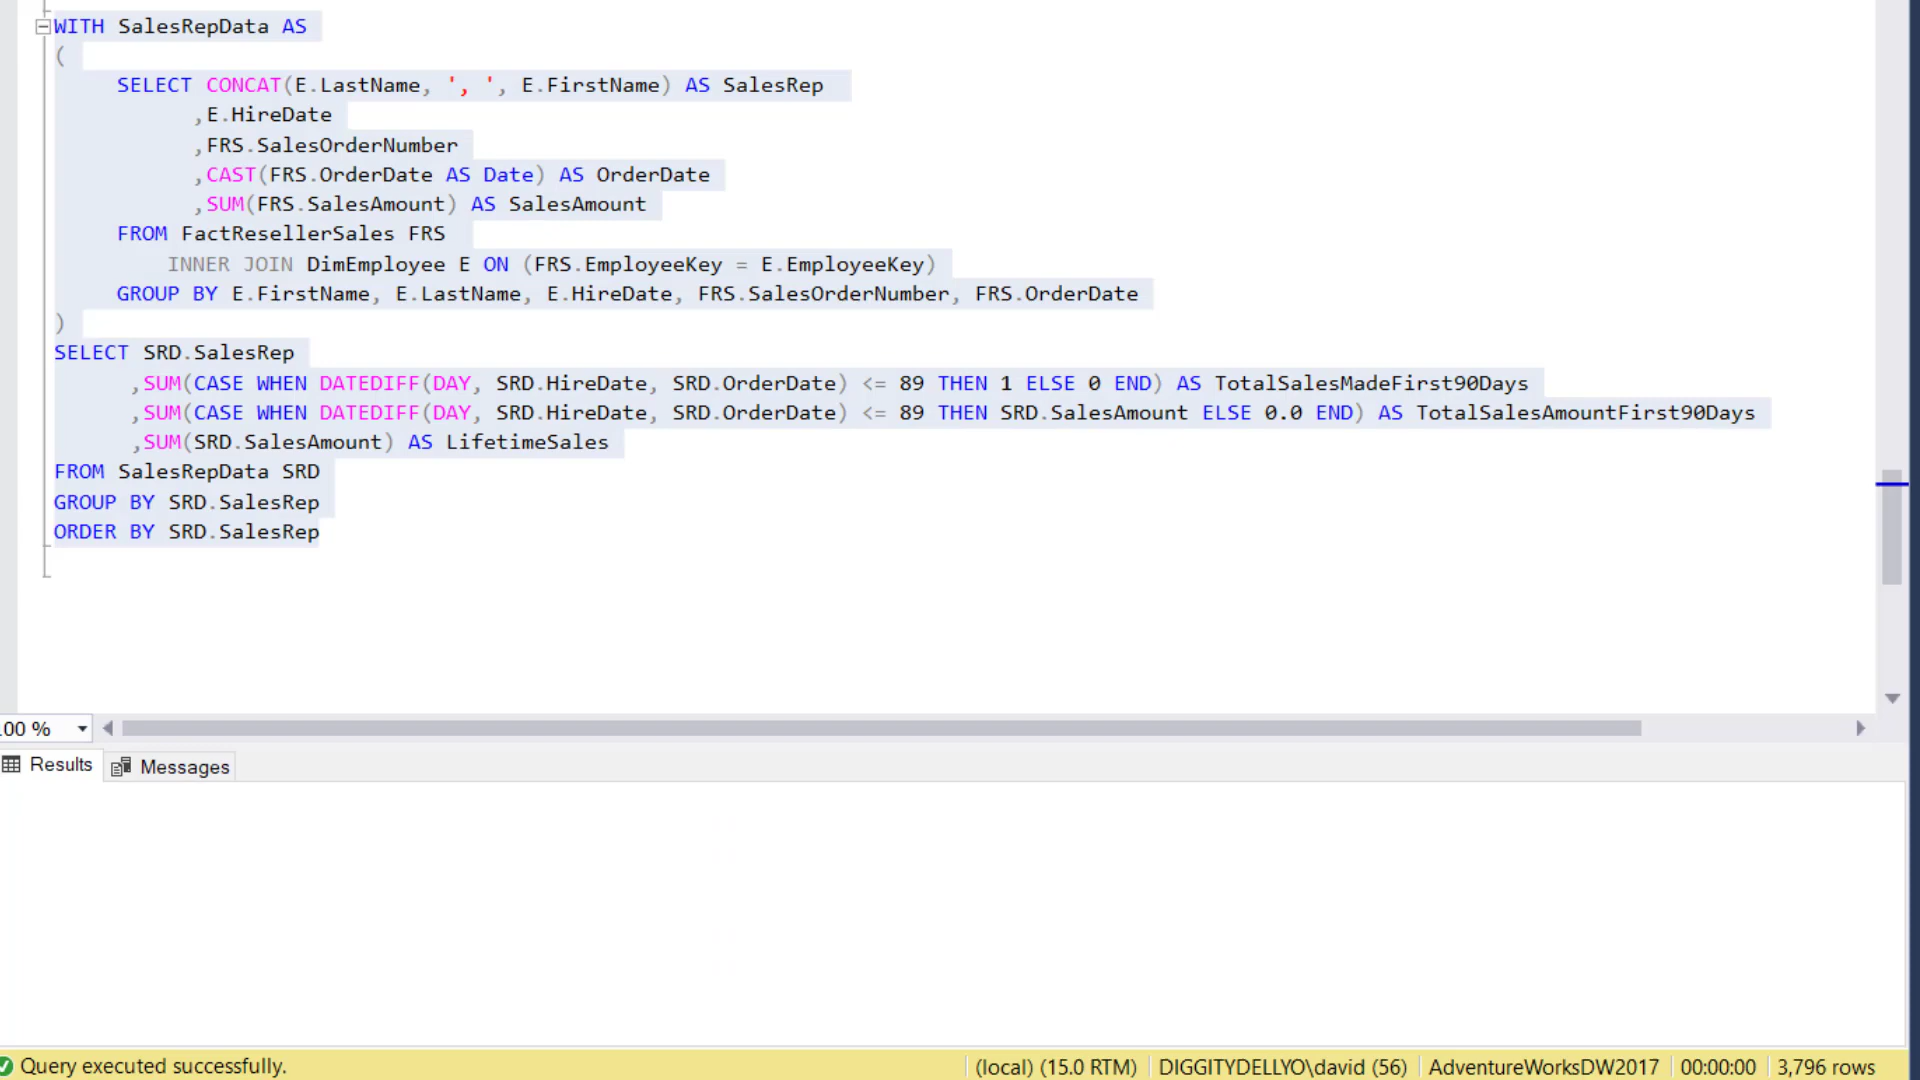 WITH SalesRepData AS
(
SELECT CONCAT(E.LastName, ', ', E.FirstName) AS SalesRep
,E.HireDate
,FRS.SalesOrderNumber
,CAST(FRS.OrderDate AS Date) AS OrderDate
,SUM(FRS.SalesAmount) AS SalesAmount
FROM FactResellerSales FRS
INNER JOIN DimEmployee E ON (FRS.EmployeeKey = E.EmployeeKey)
GROUP BY E.FirstName, E.LastName, E.HireDate, FRS.SalesOrderNumber, FRS.OrderDate
)
SELECT SRD.SalesRep
,SUM(CASE WHEN DATEDIFF(DAY, SRD.HireDate, SRD.OrderDate) <= 89 THEN 1 ELSE 0 END) AS TotalSalesMadeFirst90Days
,SUM(CASE WHEN DATEDIFF(DAY, SRD.HireDate, SRD.OrderDate) <= 89 THEN SRD.SalesAmount ELSE 0.0 END) AS TotalSalesAmountFirst90Days
,SUM(SRD.SalesAmount) AS LifetimeSales
FROM SalesRepData SRD
GROUP BY SRD.SalesRep
ORDER BY SRD.SalesRep
00 %
Results Messages
Query executed successfully. (local) (15.0 RTM) DIGGITYDELLYO\david (56) AdventureWorksDW2017 00:00:00 3,796 rows